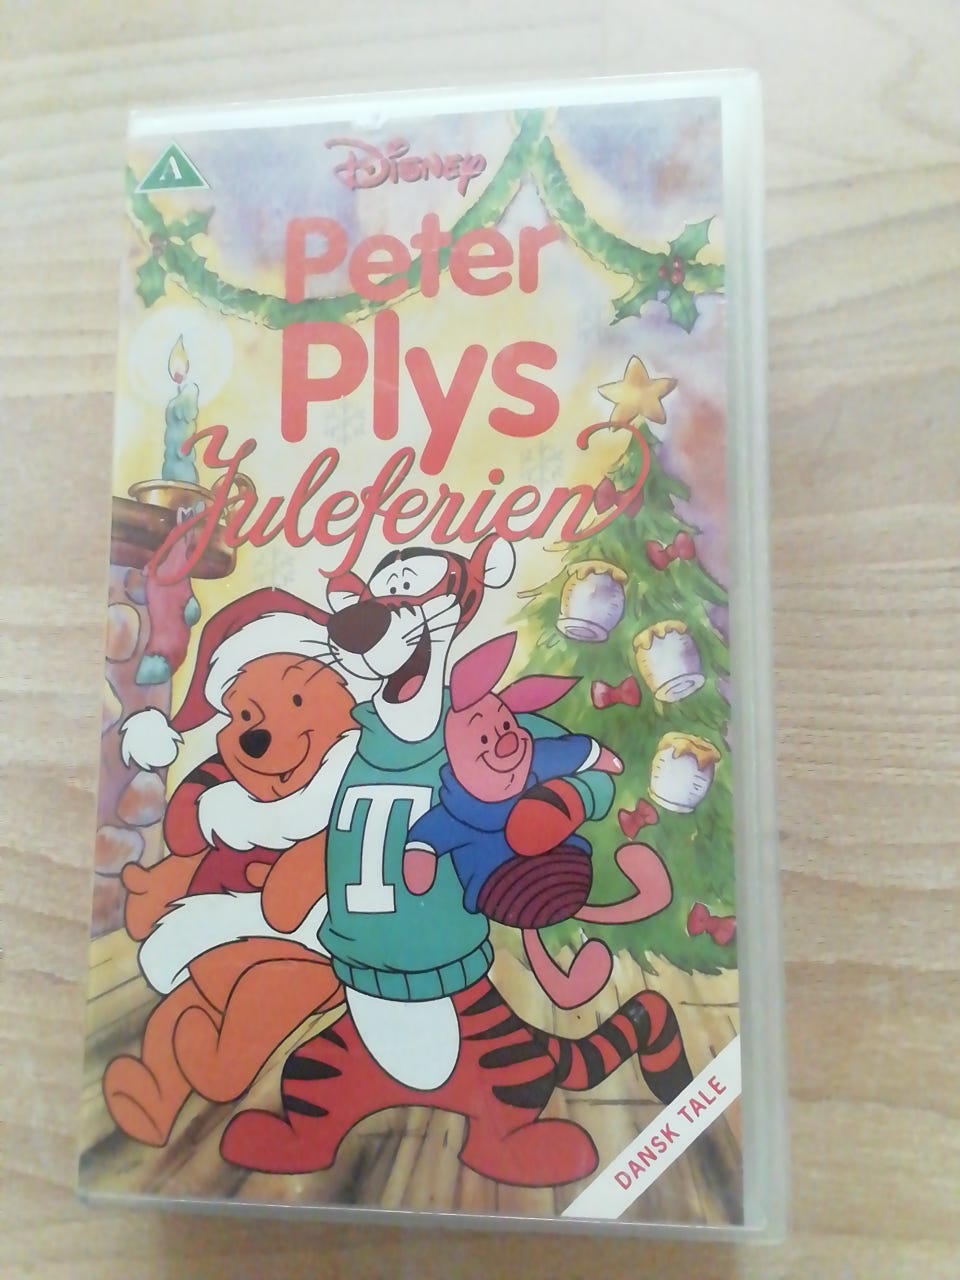 A
DISNEY
Peter
Plys
Juleferien
T
DANSK TALE